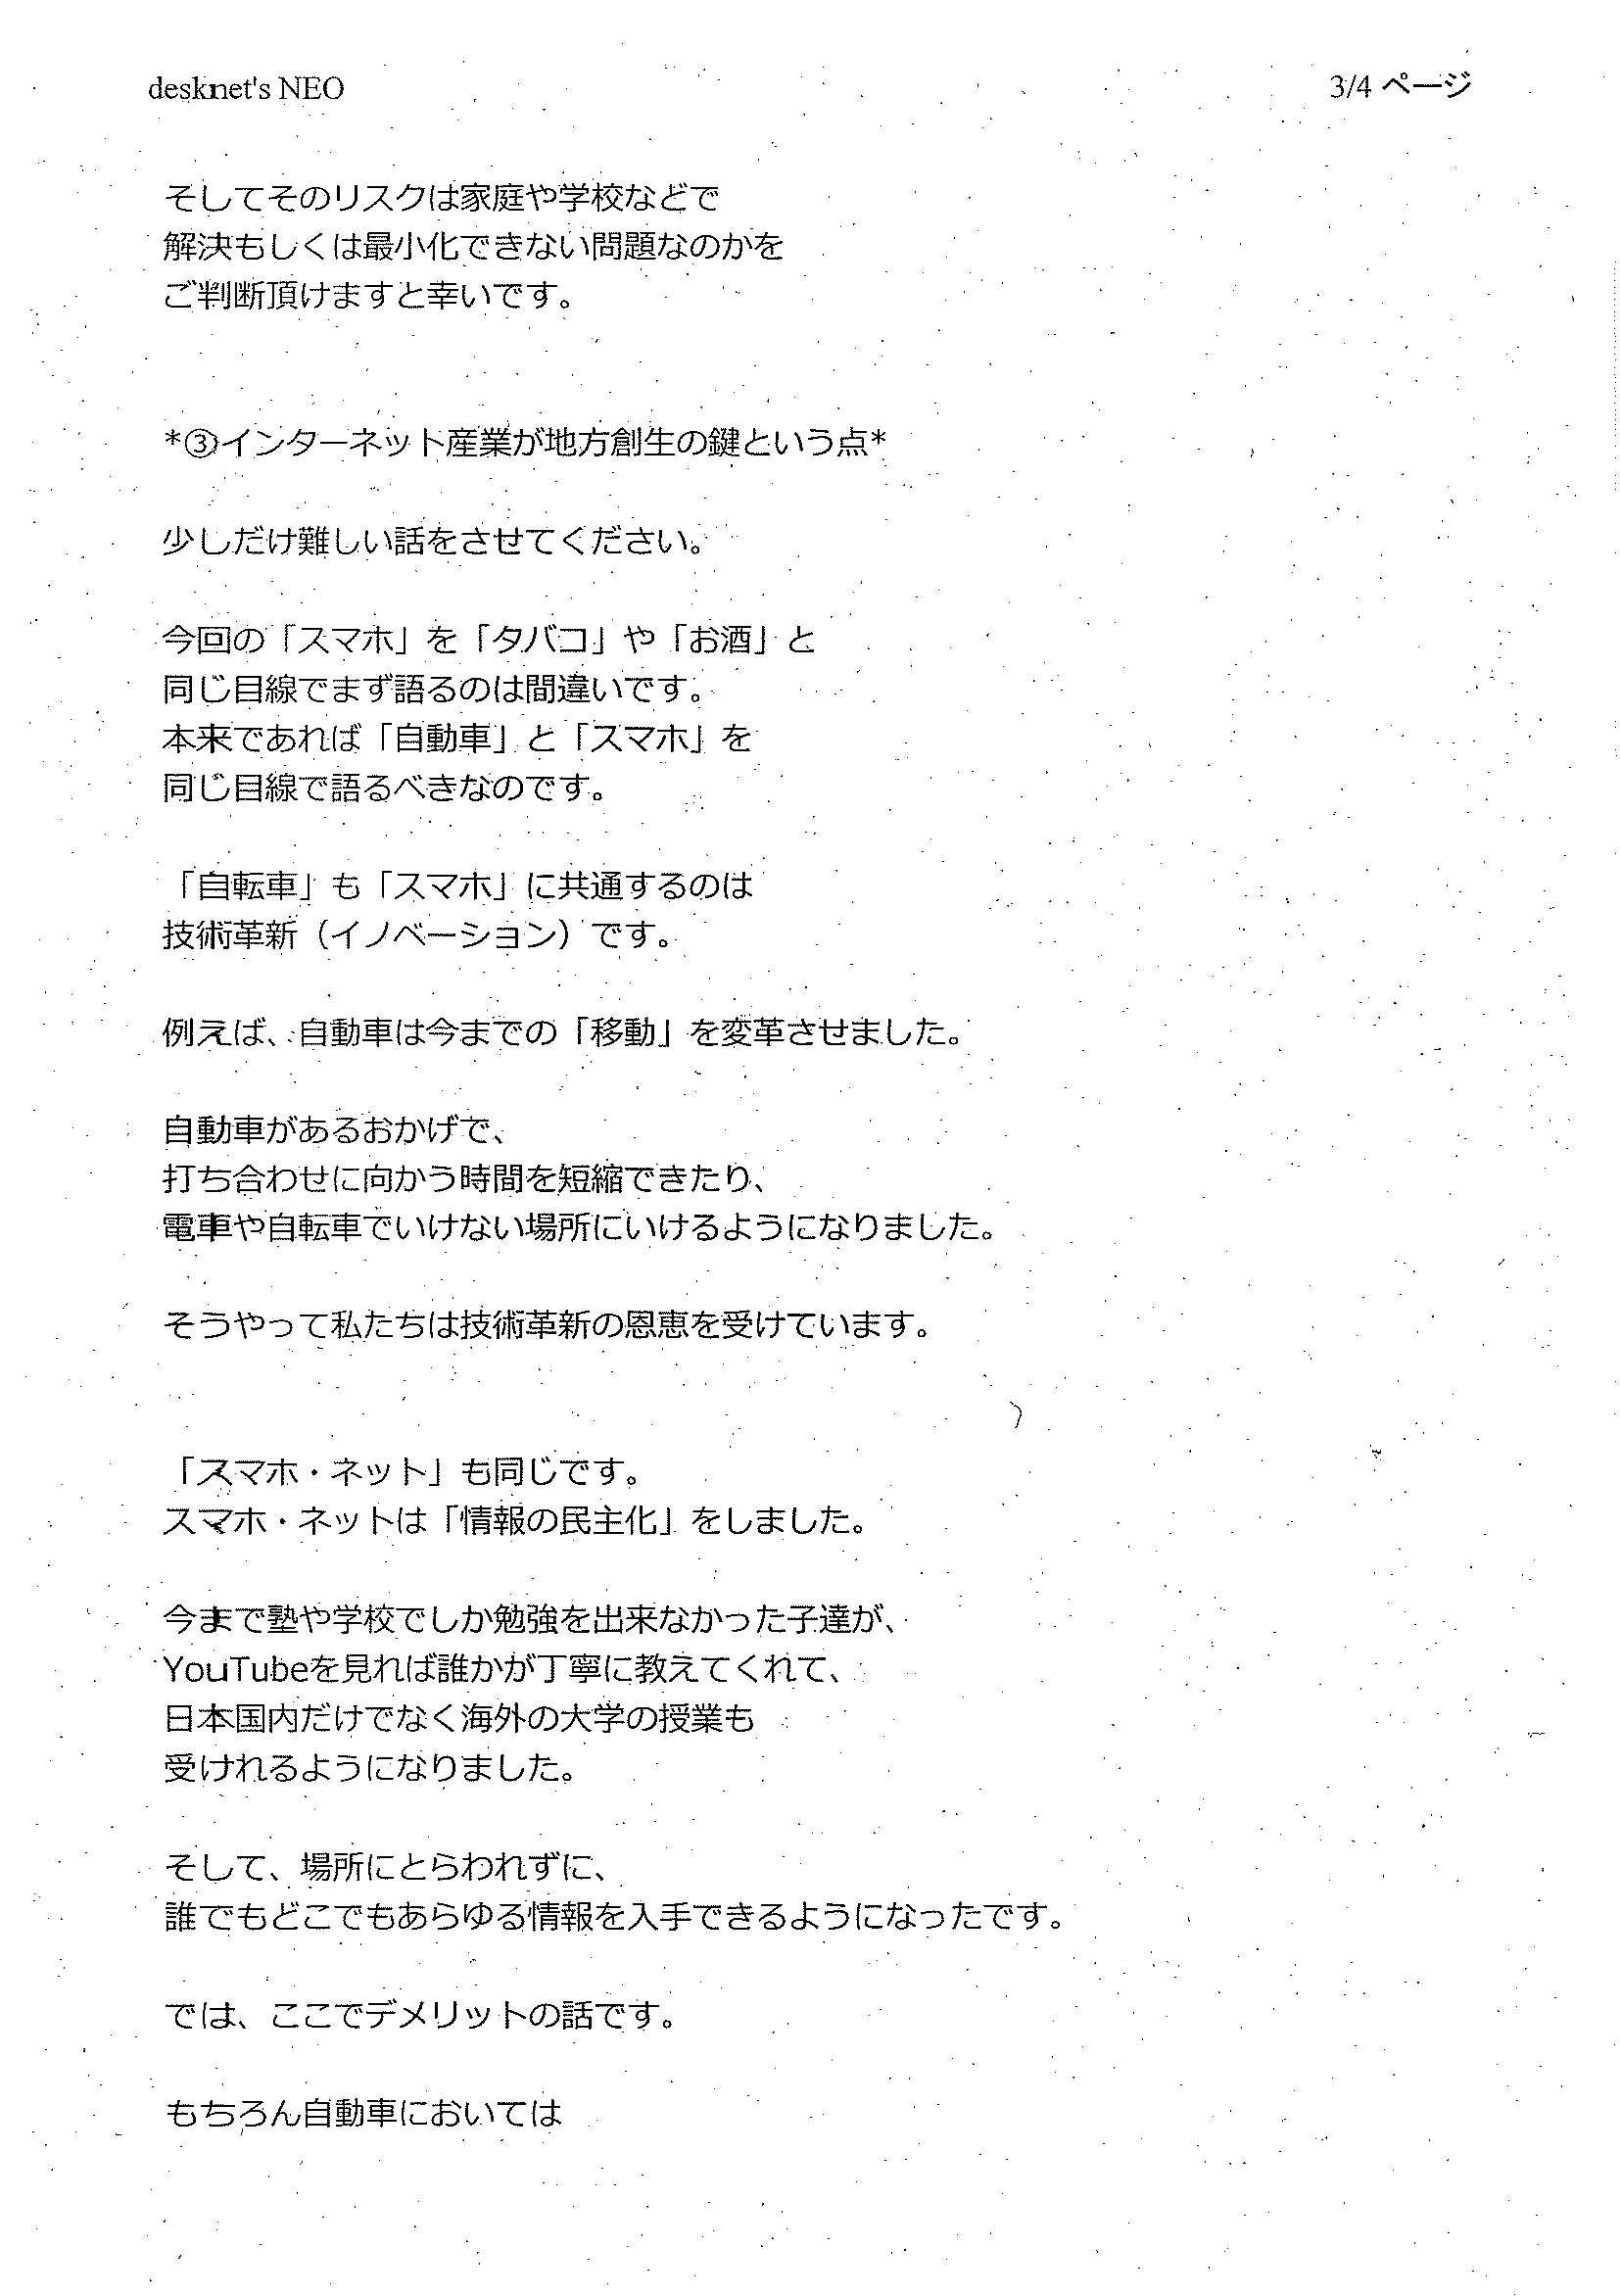 desknet's NEO
3/4 ページ
そしてそのリスクは家庭や学校などで
解決もしくは最小化できない問題なのかを
ご判断頂けますと幸いです。
*③インターネット産業が地方創生の鍵という点*
少しだけ難しい話をさせてください。
今回の「スマホ」を「タバコ」や「お酒」と
同じ目線でまず語るのは間違いです。
本来であれば「自動車」と「スマホ」を
同じ目線で語るべきなのです。
「自転車」も「スマホ」に共通するのは
技術革新（イノベーション）です。
例えば、自動車は今までの「移動」を変革させました。
自動車があるおかげで、
打ち合わせに向かう時間を短縮できたり、
電車や自転車でいけない場所にいけるようになりました。
そうやって私たちは技術革新の恩恵を受けています。
「スマホ・ネット」も同じです。
スマホ・ネットは「情報の民主化」をしました。
今まで塾や学校でしか勉強を出来なかった子達が、
YouTubeを見れば誰かが丁寧に教えてくれて、
日本国内だけでなく海外の大学の授業も
受けれるようになりました。
そして、場所にとらわれずに、
誰でもどこでもあらゆる情報を入手できるようになったです。
では、ここでデメリットの話です。
もちろん自動車においては